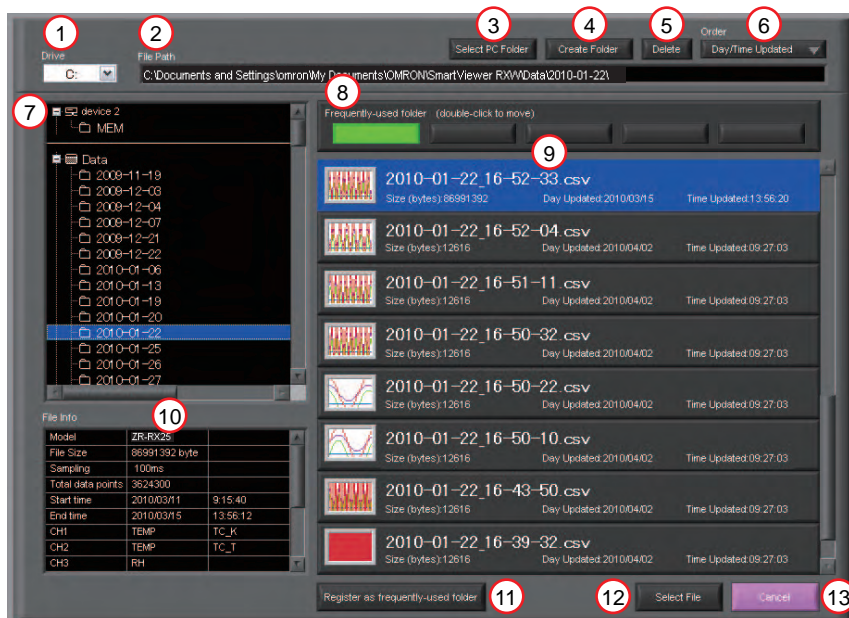 1 2 3 4 5 6
Drive File Path Select PC Folder Create Folder Delete Order
C: C:\Documents and Settings\omron\My Documents\OMRON\SmartViewer RXW\Data\2010-01-22\ Day/Time Updated
7 8
device 2
MEM
Data
2009-11-19
2009-12-03
2009-12-04
2009-12-07
2009-12-21
2009-12-22
2010-01-06
2010-01-13
2010-01-19
2010-01-20
2010-01-22
2010-01-25
2010-01-26
2010-01-27
Frequently-used folder (double-click to move)
9
2010-01-22_16-52-33.csv
Size (bytes):86991392 Day Updated:2010/03/15 Time Updated:13:56:20
2010-01-22_16-52-04.csv
Size (bytes):12616 Day Updated:2010/04/02 Time Updated:09:27:03
2010-01-22_16-51-11.csv
Size (bytes):12616 Day Updated:2010/04/02 Time Updated:09:27:03
2010-01-22_16-50-32.csv
Size (bytes):12616 Day Updated:2010/04/02 Time Updated:09:27:03
2010-01-22_16-50-22.csv
Size (bytes):12616 Day Updated:2010/04/02 Time Updated:09:27:03
2010-01-22_16-50-10.csv
Size (bytes):12616 Day Updated:2010/04/02 Time Updated:09:27:03
2010-01-22_16-43-50.csv
Size (bytes):12616 Day Updated:2010/04/02 Time Updated:09:27:03
2010-01-22_16-39-32.csv
Size (bytes):12616 Day Updated:2010/04/02 Time Updated:09:27:03
File Info 10
Model ZR-RX25
File Size 86991392 byte
Sampling 100ms
Total data points 3624300
Start time 2010/03/11 9:15:40
End time 2010/03/15 13:56:12
CH1 TEMP TC_K
CH2 TEMP TC_T
CH3 RH
Register as frequently-used folder 11 12 Select File Cancel 13